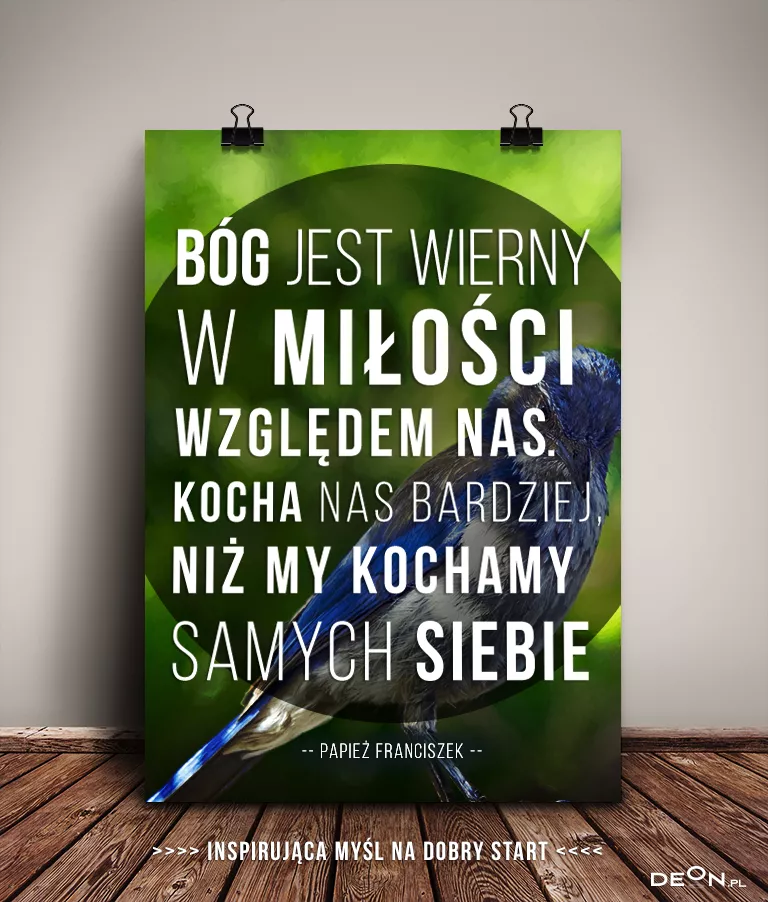 BÓG JEST WIERNY
W MIŁOŚCI
WZGLĘDEM NAS.
KOCHA NAS BARDZIEJ,
NIŻ MY KOCHAMY
SAMYCH SIEBIE
-- PAPIEŻ FRANCISZEK --
>>>> INSPIRUJĄCA MYŚL NA DOBRY START <<<<
DEON.PL